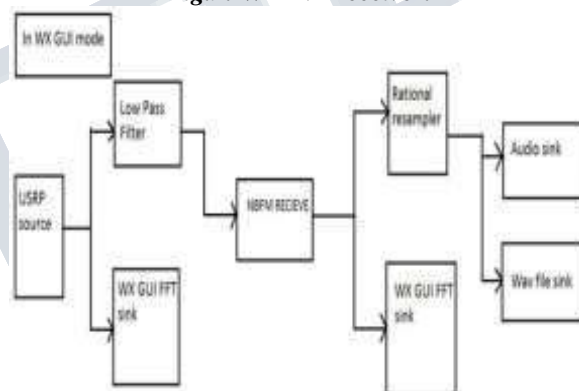 In WX GUI mode
Low Pass
Filter
Rational
resampler
Audio sink
USRP
source
NBFM RECIEVE
WX GUI FFT
sink
WX GUI FFT
sink
Wav file sink